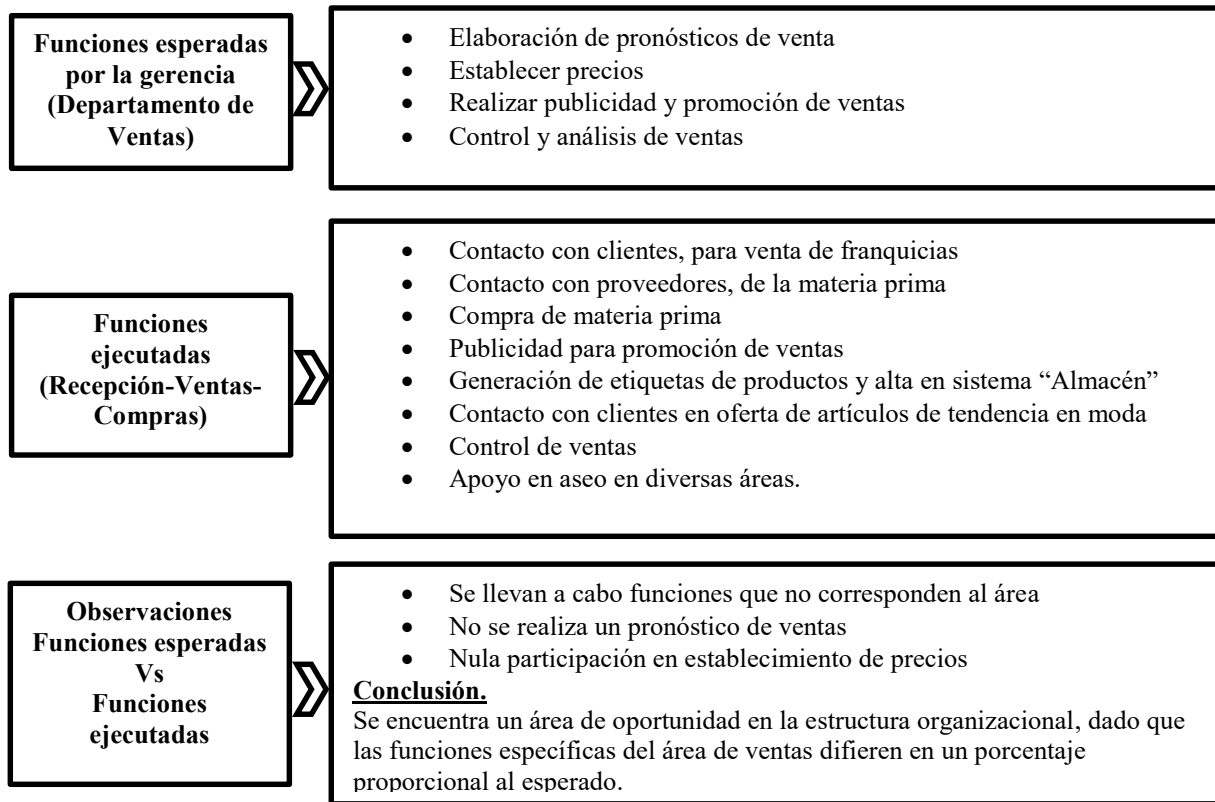 Funciones esperadas
por la gerencia
(Departamento de
Ventas)
• Elaboración de pronósticos de venta
• Establecer precios
• Realizar publicidad y promoción de ventas
• Control y análisis de ventas
Funciones
ejecutadas
(Recepción-Ventas-
Compras)
• Contacto con clientes, para venta de franquicias
• Contacto con proveedores, de la materia prima
• Compra de materia prima
• Publicidad para promoción de ventas
• Generación de etiquetas de productos y alta en sistema “Almacén”
• Contacto con clientes en oferta de artículos de tendencia en moda
• Control de ventas
• Apoyo en aseo en diversas áreas.
Observaciones
Funciones esperadas
Vs
Funciones
ejecutadas
• Se llevan a cabo funciones que no corresponden al área
• No se realiza un pronóstico de ventas
• Nula participación en establecimiento de precios
Conclusión.
Se encuentra un área de oportunidad en la estructura organizacional, dado que
las funciones específicas del área de ventas difieren en un porcentaje
proporcional al esperado.